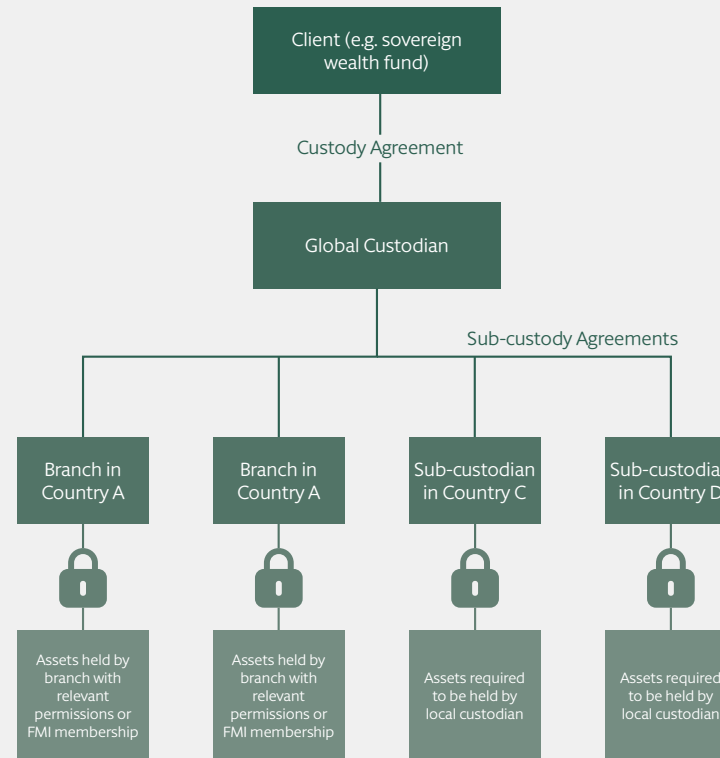 Client (e.g. sovereign
wealth fund)
Custody Agreement
Global Custodian
Sub-custody Agreements
Branch in
Country A
Branch in
Country A
Sub-custodian
in Country C
Sub-custodia
in Country D
Assets held by
branch with
relevant
permissions or
FMI membership
Assets held by
branch with
relevant
permissions or
FMI membership
Assets required
to be held by
local custodian
Assets required
to be held by
local custodian